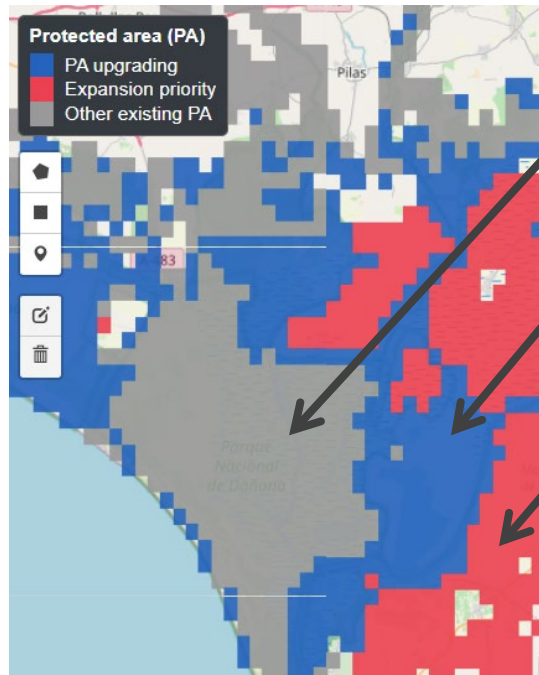 Protected area (PA)
PA upgrading
Expansion priority
Other existing PA
Pilas
483
Parque
Nacional
de Doñana